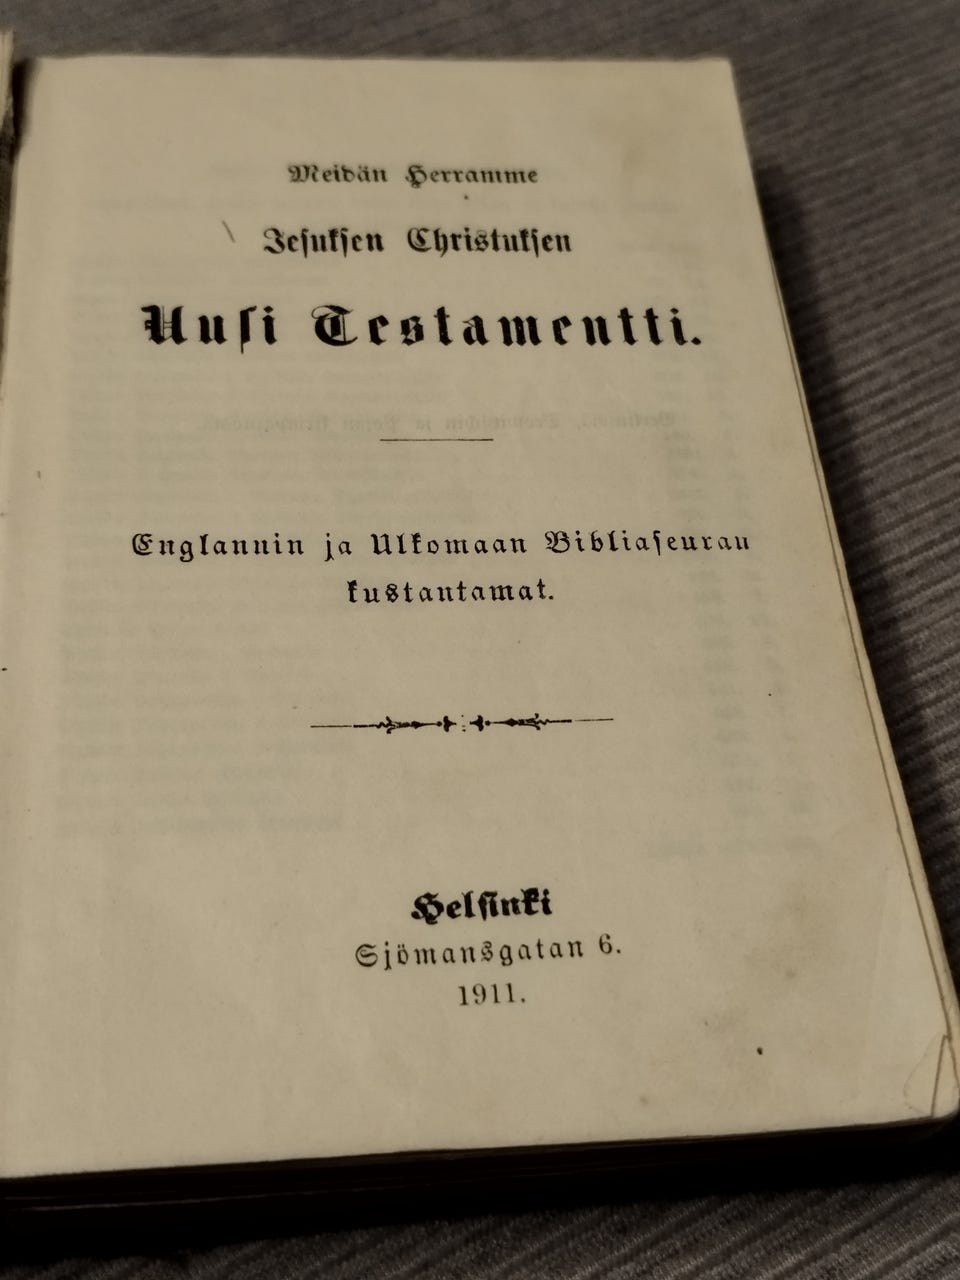 Meidän Herramme
Jesuksen Christuksen
Uusi Testamentti.
Englannin ja Ulkomaan Bibliaseuran
kustantamat.
Helsinki
Sjömansgatan 6.
1911.